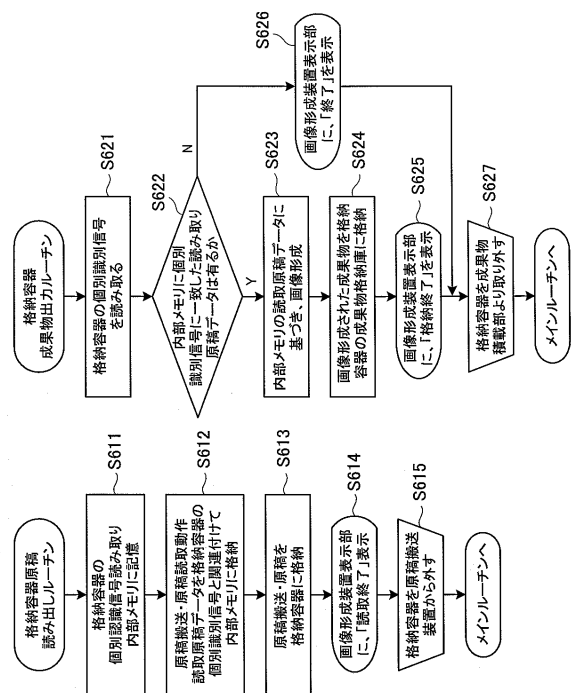 格納容器原稿
読み出しルーチン
S611
格納容器の
個別認識信号読み取り
内部メモリに記憶
S612
原稿搬送・原稿読取動作
読取原稿データを格納容器の
個別識別信号と関連付けて
内部メモリに格納
S613
原稿搬送・原稿を
格納容器に格納
S614
画像形成装置表示部
に、「読取終了」表示
S615
格納容器を原稿搬送
装置から外す
メインルーチンへ
格納容器
成果物出力ルーチン
S621
格納容器の個別識別信号
を読み取る
S622
内部メモリに個別
識別信号に一致した読み取り
原稿データは有るか
N
Y
S626
画像形成装置表示部
に、「終了」を表示
S623
内部メモリの読取原稿データに
基づき、画像形成
S624
画像形成された成果物を格納
容器の成果物格納庫に格納
S625
画像形成装置表示部
に、「格納終了」を表示
S627
格納容器を成果物
積載部より取り外す
メインルーチンへ